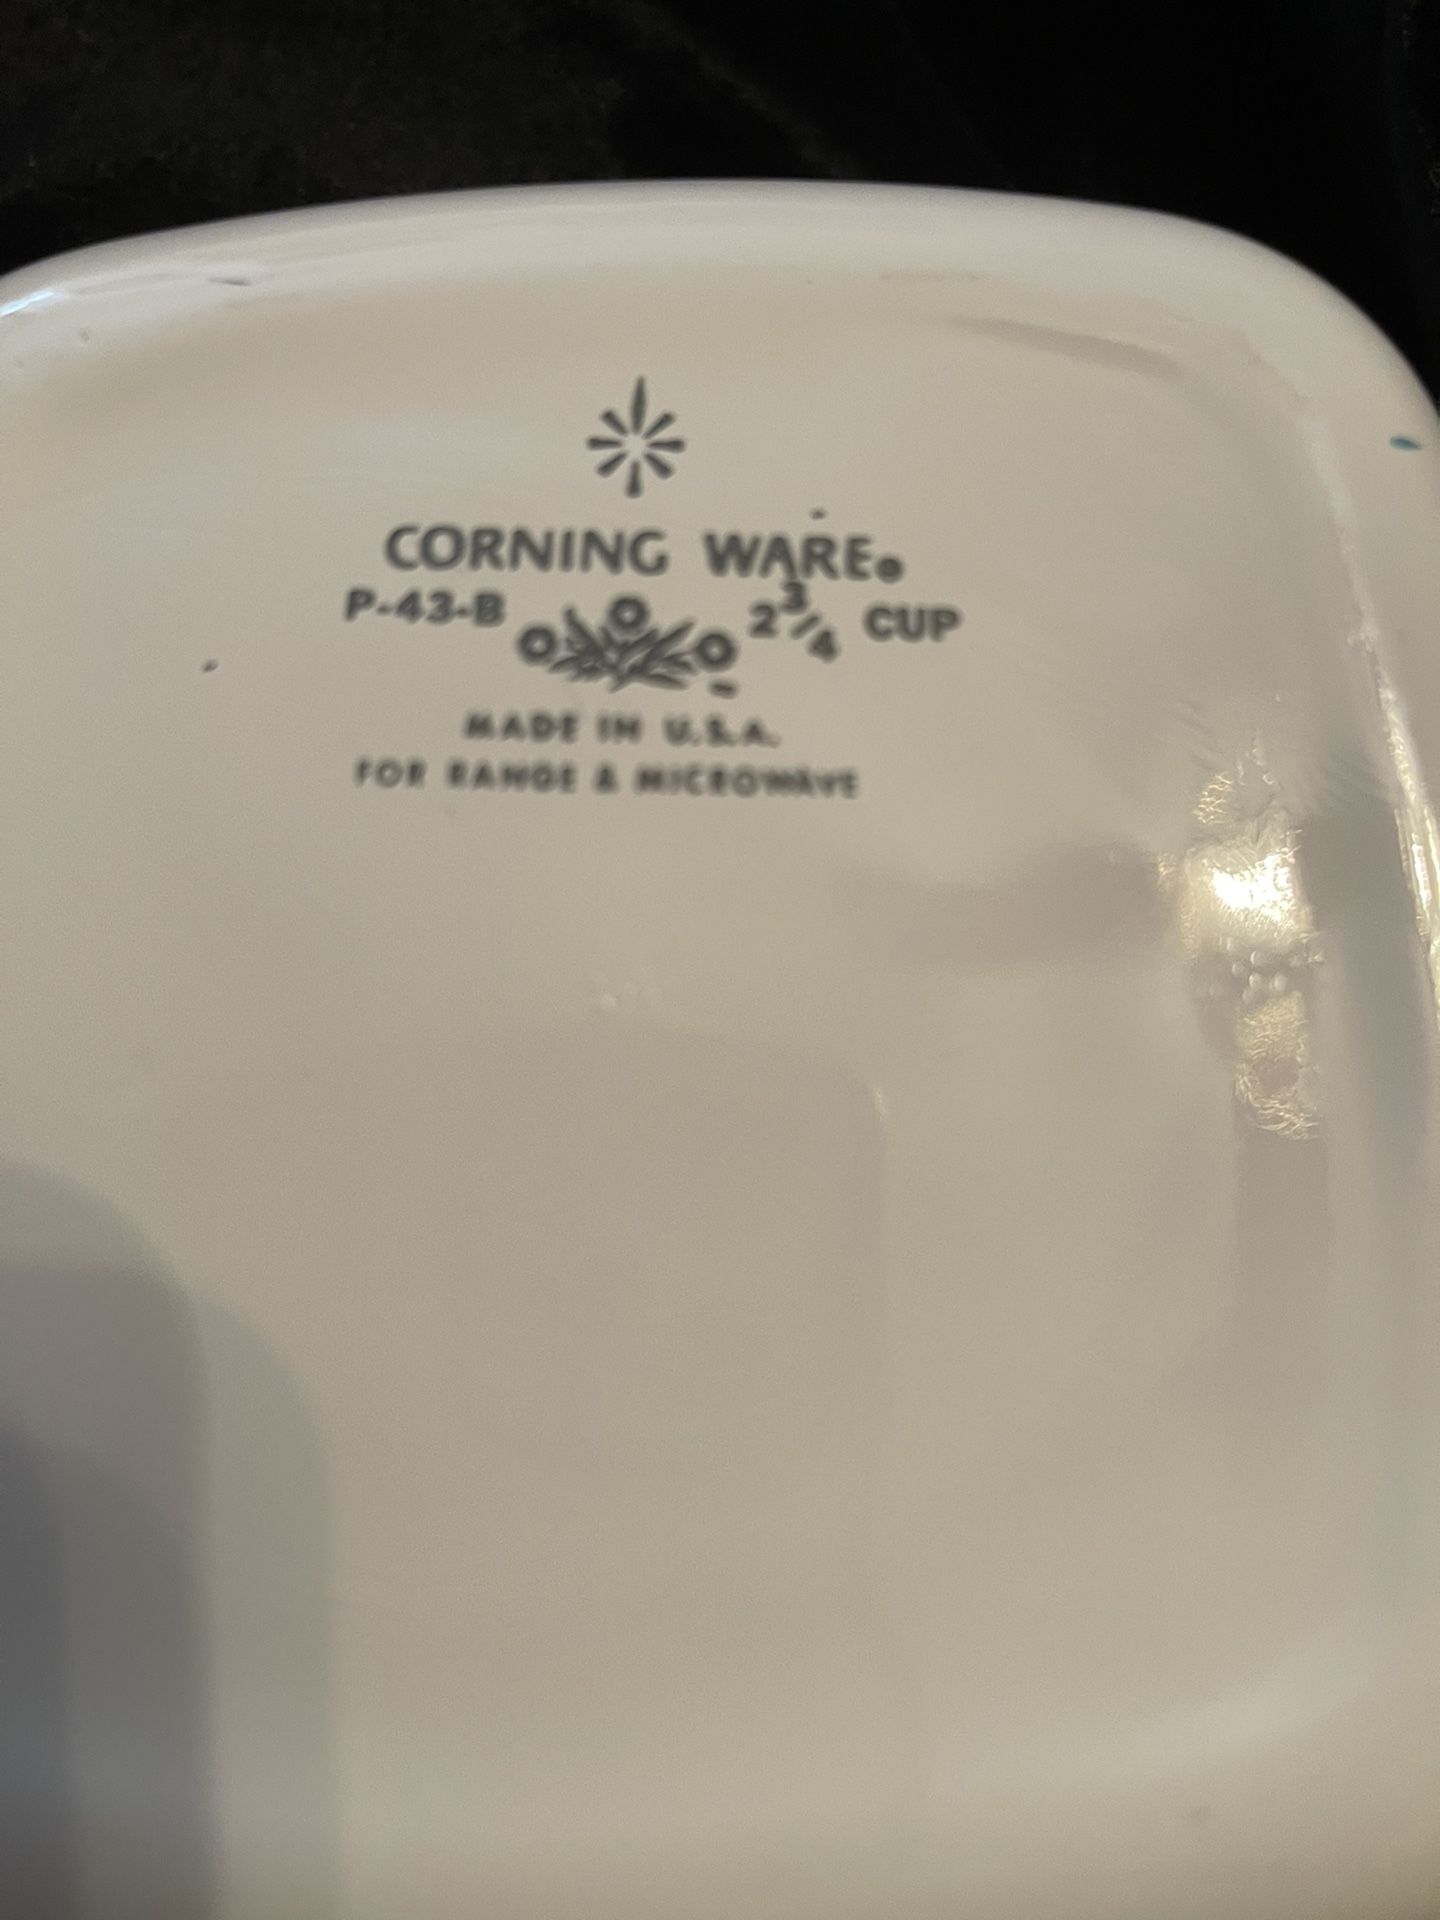 CORNING WARE®
P-43-B 2 3/4 CUP
MADE IN U.S.A.
FOR RANGE & MICROWAVE